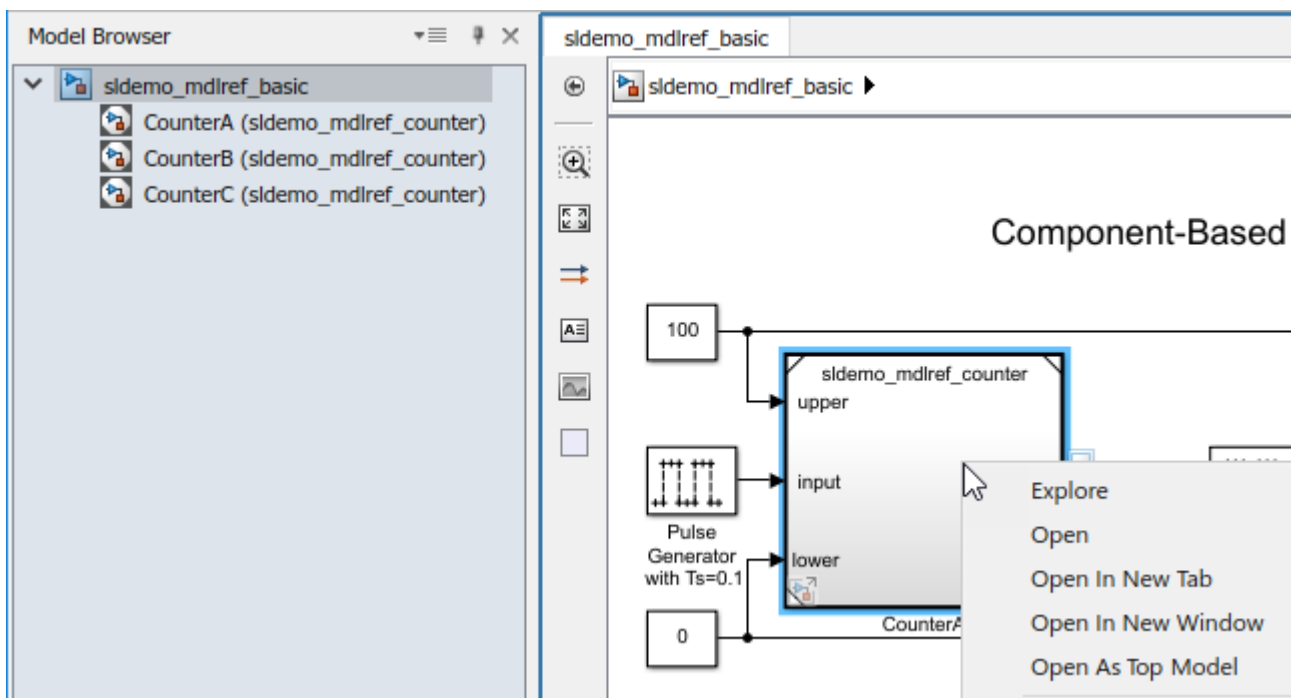 Model Browser
sldemo_mdlref_basic
CounterA (sldemo_mdlref_counter)
CounterB (sldemo_mdlref_counter)
CounterC (sldemo_mdlref_counter)
sldemo_mdlref_basic
sldemo_mdlref_basic
Component-Based
100
sldemo_mdlref_counter
upper
input
lower
Pulse
Generator
with Ts=0.1
0
CounterA
Explore
Open
Open In New Tab
Open In New Window
Open As Top Model